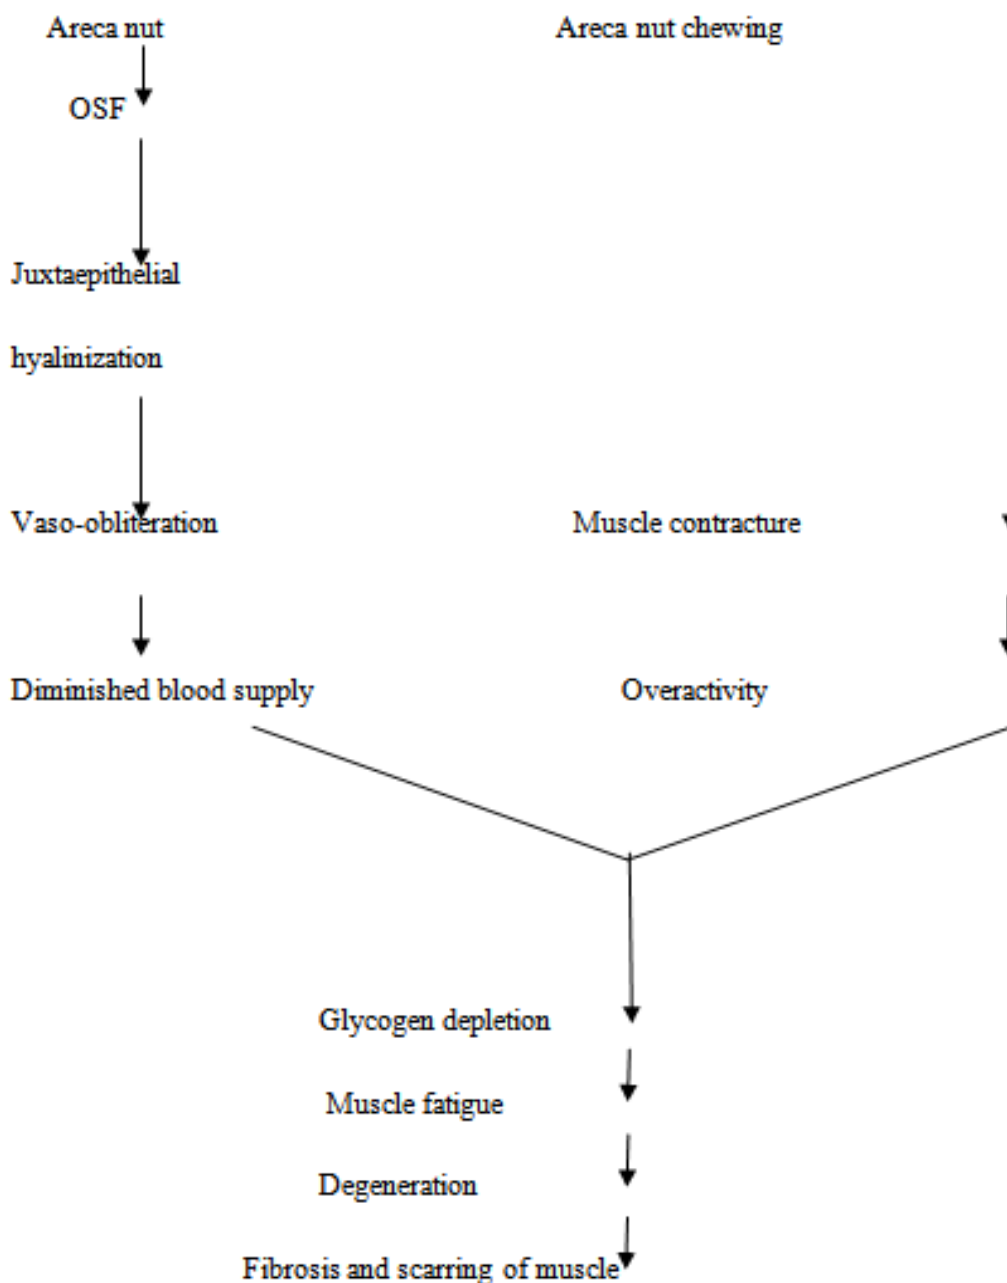 Areca nut
Areca nut chewing
OSF
Juxtaepithelial
hyalinization
Vaso-obliteration
Muscle contracture
Diminished blood supply
Overactivity
Glycogen depletion
Muscle fatigue
Degeneration
Fibrosis and scarring of muscle